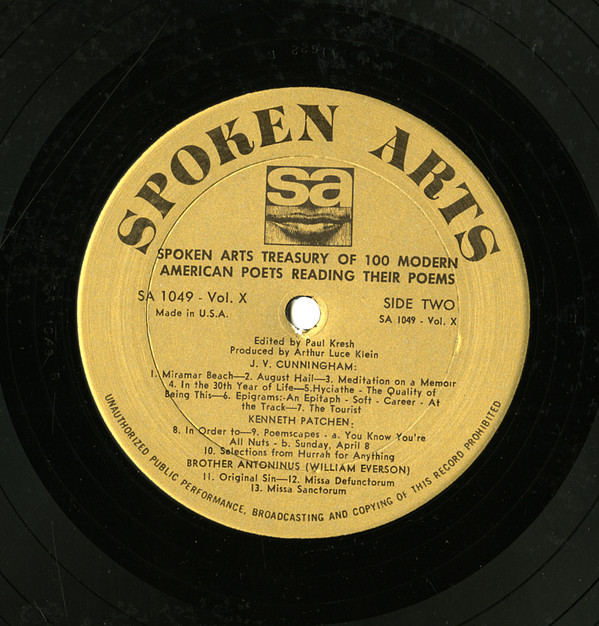 SPOKEN ARTS
sa
SPOKEN ARTS TREASURY OF 100 MODERN
AMERICAN POETS READING THEIR POEMS
SA 1049 - Vol. X
SIDE TWO
Made in U.S.A.
SA 1049 - Vol. X
Edited by Paul Kresh
Produced by Arthur Luce Klein
J. V. CUNNINGHAM:
1. Miramar Beach—2. August Hail—3. Meditation on a Memoir
4. In the 30th Year of Life—5.Hyciathe - The Quality of
Being This—6. Epigrams:-An Epitaph - Soft - Career - At
the Track—7. The Tourist
KENNETH PATCHEN:
8. In Order to—9. Poemscapes - a. You Know You're
All Nuts - b. Sunday, April 8
10. Selections from Hurrah for Anything
BROTHER ANTONINUS (WILLIAM EVERSON)
11. Original Sin—12. Missa Defunctorum
13. Missa Sanctorum
UNAUTHORIZED PUBLIC PERFORMANCE, BROADCASTING AND COPYING OF THIS RECORD PROHIBITED